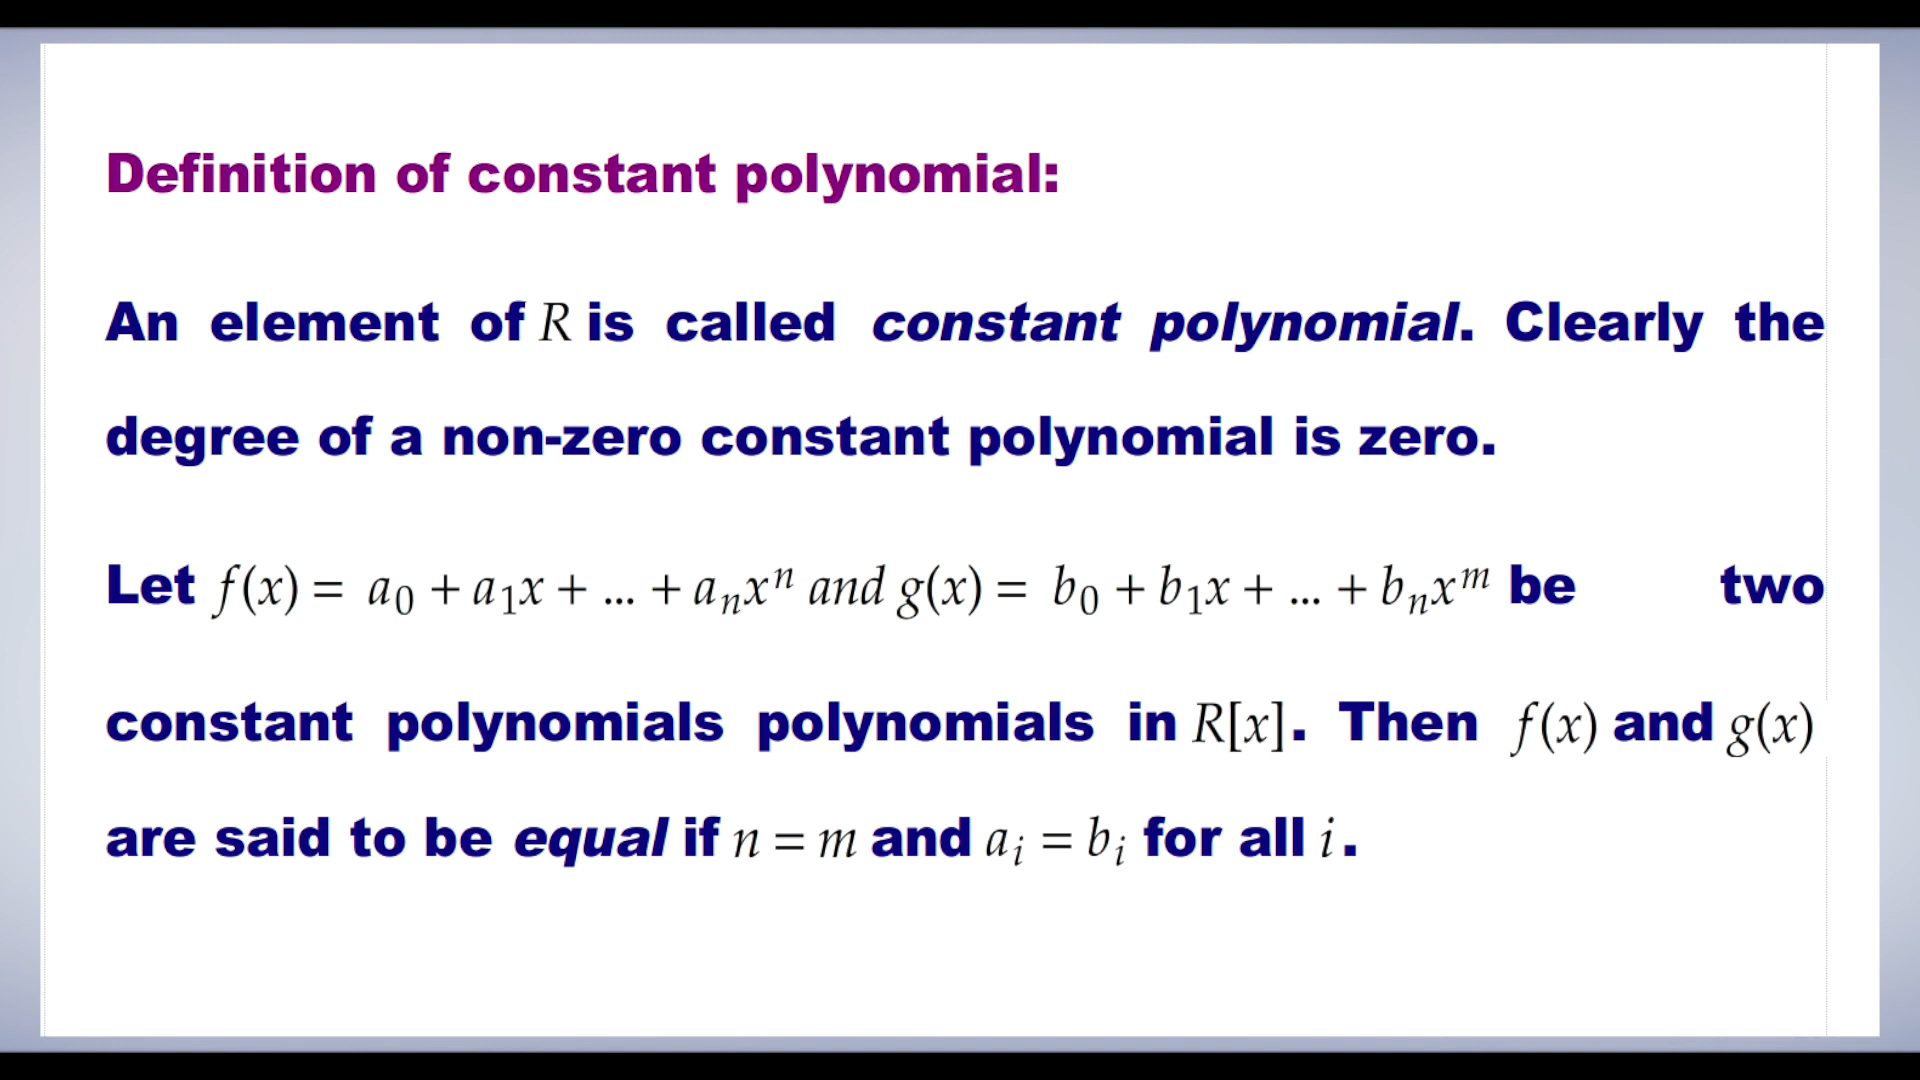 Definition of constant polynomial:
An element of R is called constant polynomial. Clearly the
degree of a non-zero constant polynomial is zero.
Let f(x) = a₀ + a₁x + ... + aₙxⁿ and g(x) = b₀ + b₁x + ... + bₙxᵐ be two
constant polynomials polynomials in R[x]. Then f(x) and g(x)
are said to be equal if n = m and aᵢ = bᵢ for all i.